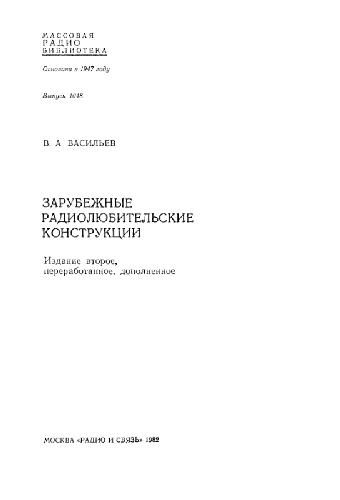 МАССОВАЯ
РАДИО
БИБЛИОТЕКА
Основана в 1947 году
Выпуск 1048
В. А. ВАСИЛЬЕВ
ЗАРУБЕЖНЫЕ
РАДИОЛЮБИТЕЛЬСКИЕ
КОНСТРУКЦИИ
Издание второе,
переработанное, дополненное
МОСКВА «РАДИО И СВЯЗЬ» 1982